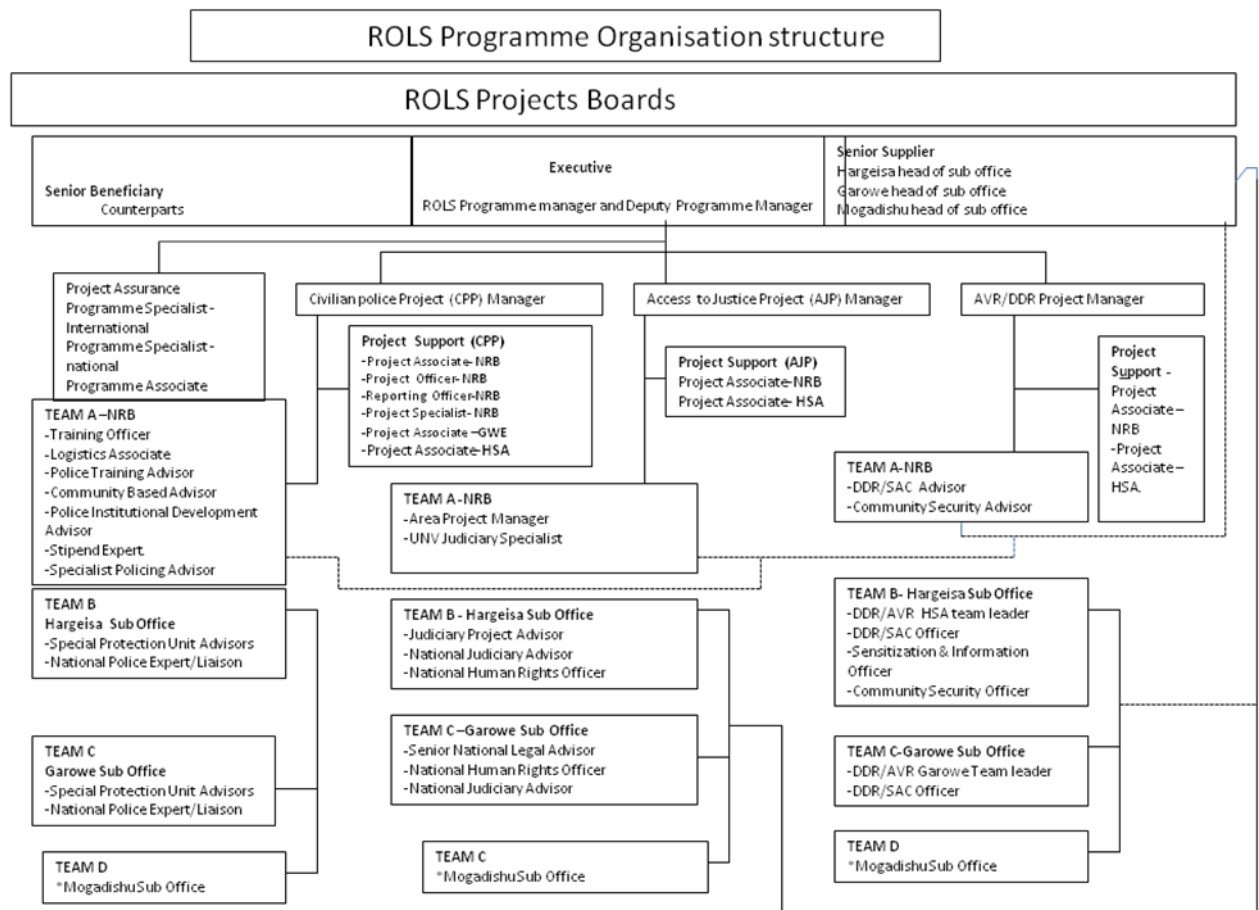 ROLS Programme Organisation structure
ROLS Projects Boards
Senior Beneficiary
Counterparts
Executive
ROLS Programme manager and Deputy Programme Manager
Senior Supplier
Hargeisa head of sub office
Garowe head of sub office
Mogadishu head of sub office
Project Assurance
Programme Specialist-
International
Programme Specialist-
national
Programme Associate
Civilian police Project (CPP) Manager
Access to Justice Project (AJP) Manager
AVR/DDR Project Manager
Project Support (CPP)
-Project Associate-NRB
-Project Officer-NRB
-Reporting Officer-NRB
-Project Specialist-NRB
-Project Associate-GWE
-Project Associate-HSA
Project Support (AJP)
Project Associate-NRB
Project Associate-HSA
Project
Support -
Project
Associate-
NRB
-Project
Associate-
HSA.
TEAM A-NRB
-Training Officer
-Logistics Associate
-Police Training Advisor
-Community Based Advisor
-Police Institutional Development
Advisor
-Stipend Expert.
-Specialist Policing Advisor
TEAM A-NRB
-Area Project Manager
-UNV Judiciary Specialist
TEAM A-NRB
-DDR/SAC Advisor
-Community Security Advisor
TEAM B
Hargeisa Sub Office
-Special Protection Unit Advisors
-National Police Expert/Liaison
TEAM B - Hargeisa Sub Office
-Judiciary Project Advisor
-National Judiciary Advisor
-National Human Rights Officer
TEAM B- Hargeisa Sub Office
-DDR/AVR HSA team leader
-DDR/SAC Officer
-Sensitization & Information
Officer
-Community Security Officer
TEAM C
Garowe Sub Office
-Special Protection Unit Advisors
-National Police Expert/Liaison
TEAM C-Garowe Sub Office
-Senior National Legal Advisor
-National Human Rights Officer
-National Judiciary Advisor
TEAM C-Garowe Sub Office
-DDR/AVR Garowe Team leader
-DDR/SAC Officer
TEAM D
*Mogadishu Sub Office
TEAM C
*Mogadishu Sub Office
TEAM D
*Mogadishu Sub Office